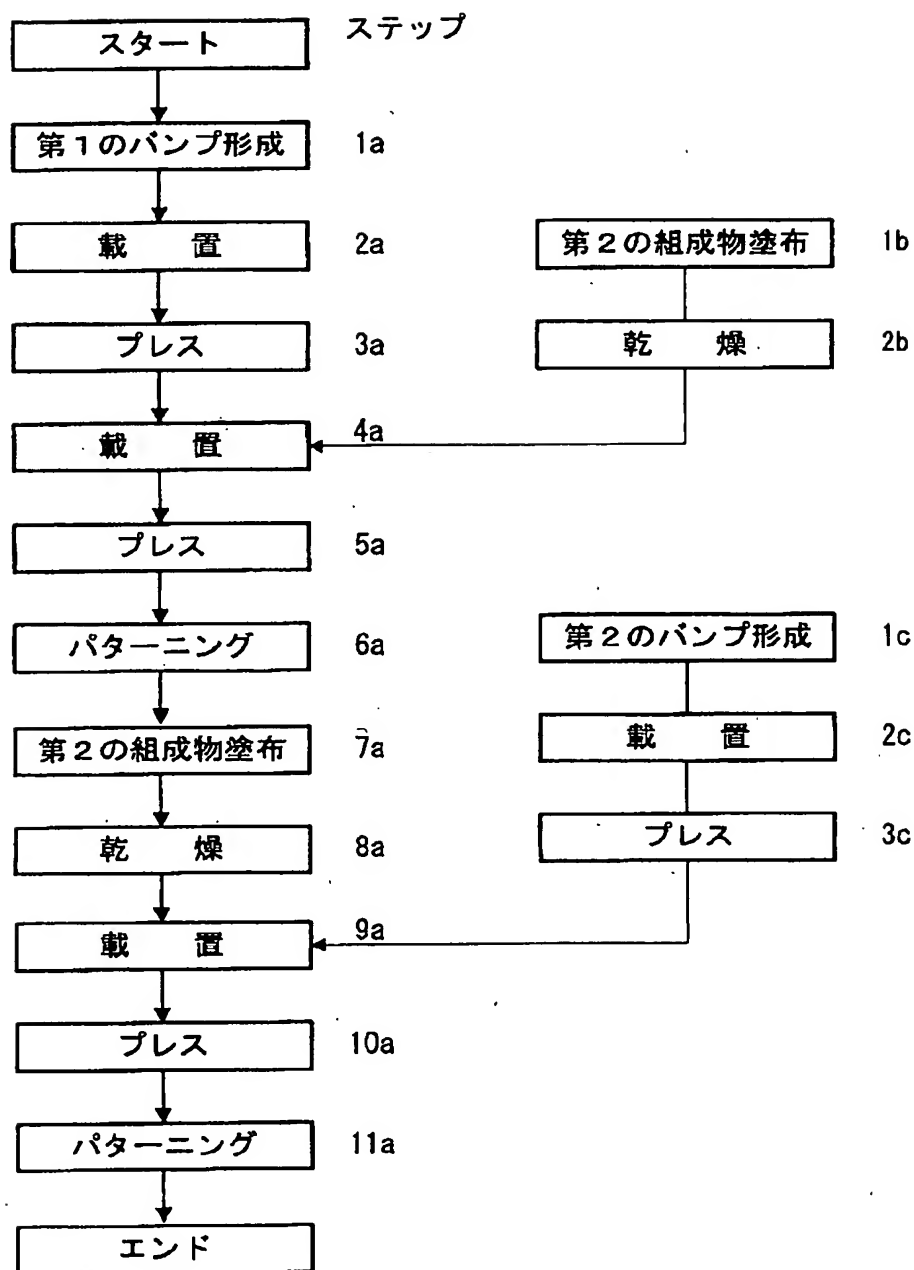 ステップ
スタート
第1のバンプ形成 1a
載 置 2a
プレス 3a
載 置 4a
プレス 5a
パターニング 6a
第2の組成物塗布 7a
乾 燥 8a
載 置 9a
プレス 10a
パターニング 11a
エンド
第2の組成物塗布 1b
乾 燥 2b
第2のバンプ形成 1c
載 置 2c
プレス 3c